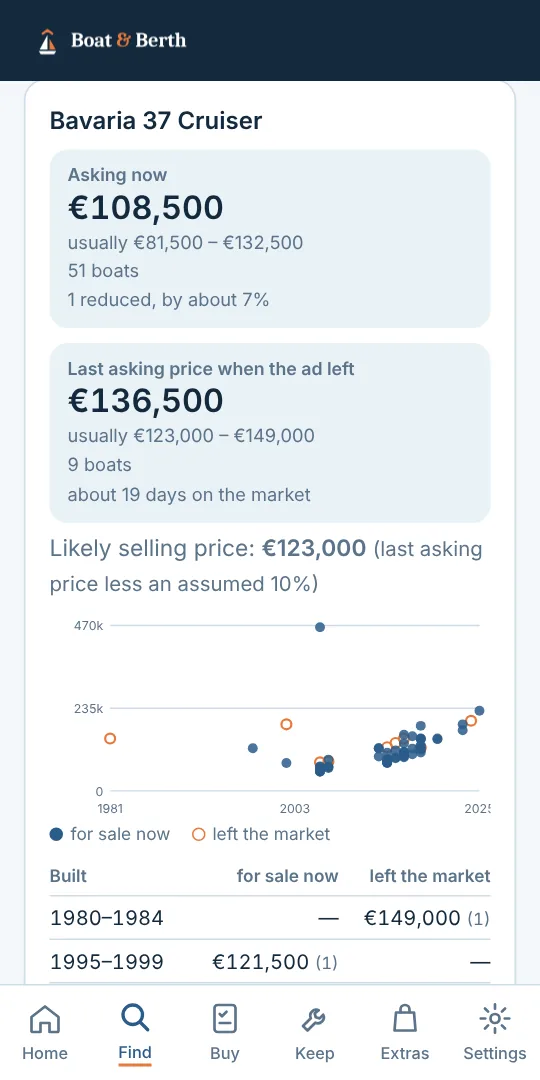 Boat & Berth
Bavaria 37 Cruiser
Asking now
€108,500
usually €81,500 – €132,500
51 boats
1 reduced, by about 7%
Last asking price when the ad left
€136,500
usually €123,000 – €149,000
9 boats
about 19 days on the market
Likely selling price: €123,000 (last asking
price less an assumed 10%)
470k
235k
0
1981 2003 2025
for sale now left the market
Built for sale now left the market
1980–1984 — €149,000 (1)
1995–1999 €121,500 (1) —
Home Find Buy Keep Extras Settings